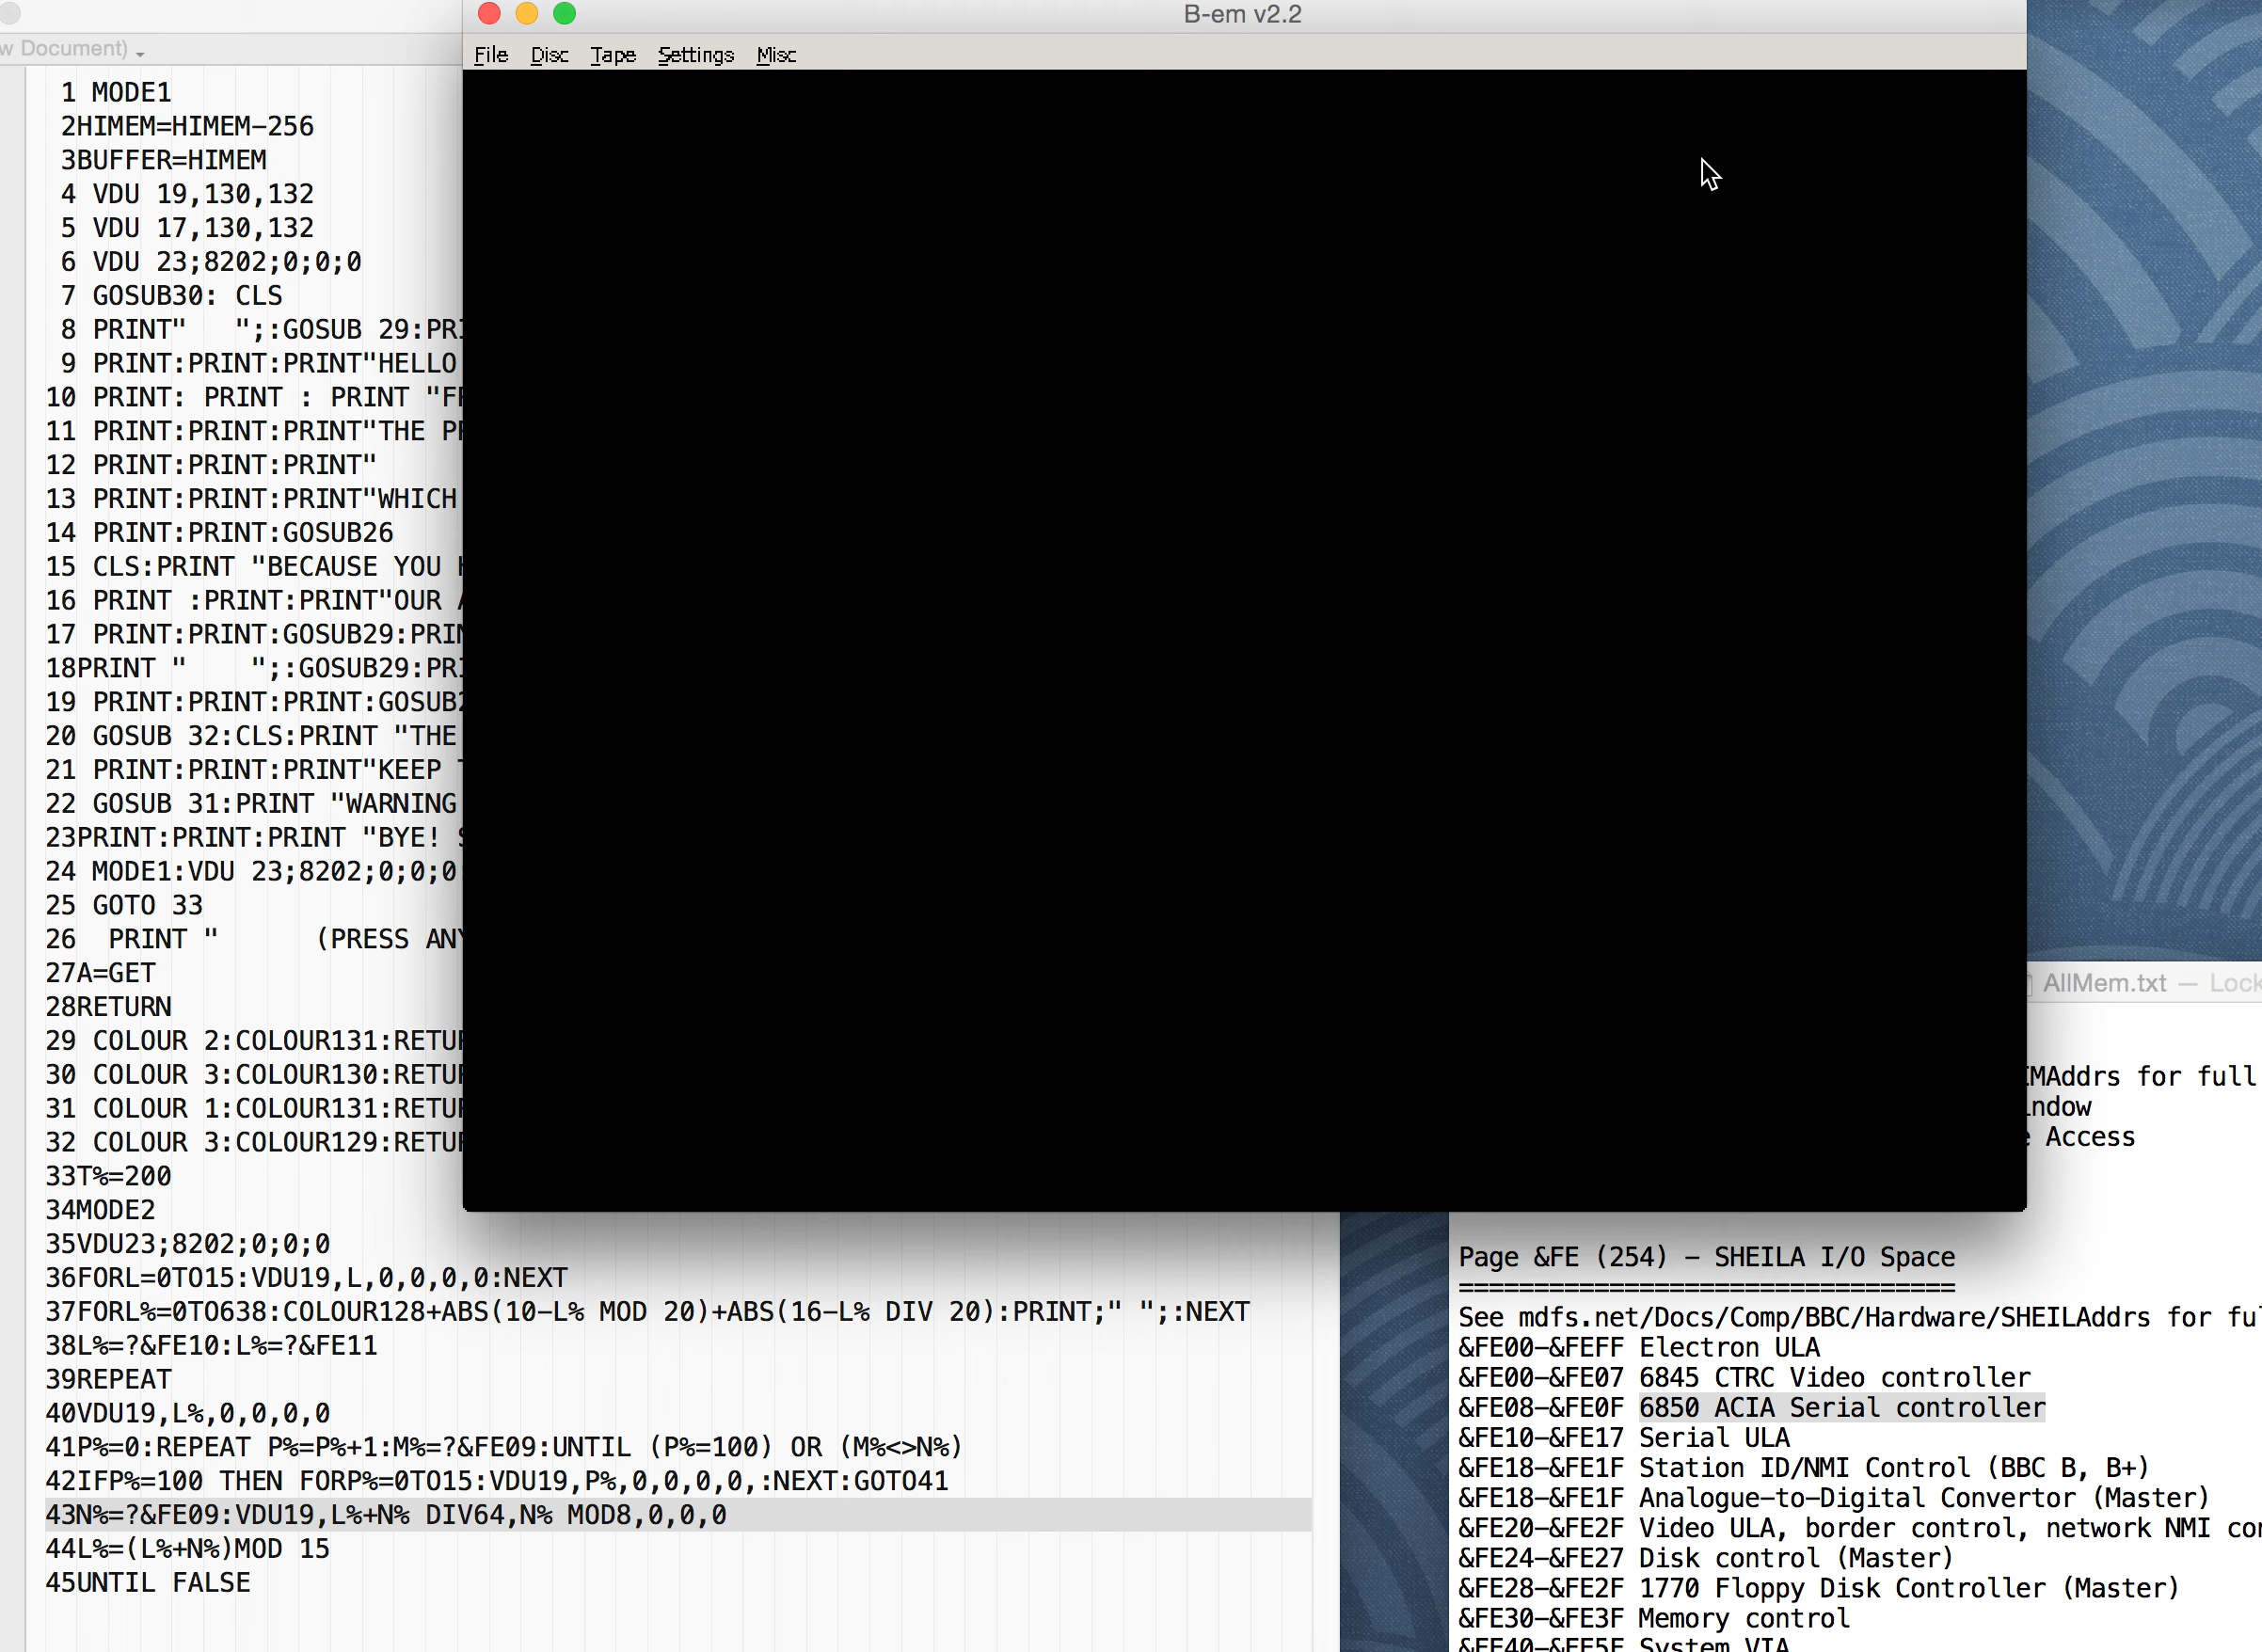 w Document)
1 MODE1
2HIMEM=HIMEM-256
3BUFFER=HIMEM
4 VDU 19,130,132
5 VDU 17,130,132
6 VDU 23;8202;0;0;0
7 GOSUB30: CLS
8 PRINT"   ";:GOSUB 29:PRI
9 PRINT:PRINT:PRINT"HELLO
10 PRINT: PRINT : PRINT "FR
11 PRINT:PRINT:PRINT"THE PR
12 PRINT:PRINT:PRINT"
13 PRINT:PRINT:PRINT"WHICH
14 PRINT:PRINT:GOSUB26
15 CLS:PRINT "BECAUSE YOU H
16 PRINT :PRINT:PRINT"OUR A
17 PRINT:PRINT:GOSUB29:PRIN
18PRINT "    ";:GOSUB29:PRI
19 PRINT:PRINT:PRINT:GOSUB2
20 GOSUB 32:CLS:PRINT "THE
21 PRINT:PRINT:PRINT"KEEP T
22 GOSUB 31:PRINT "WARNING
23PRINT:PRINT:PRINT "BYE! S
24 MODE1:VDU 23;8202;0;0;0:
25 GOTO 33
26  PRINT "      (PRESS ANY
27A=GET
28RETURN
29 COLOUR 2:COLOUR131:RETUR
30 COLOUR 3:COLOUR130:RETUR
31 COLOUR 1:COLOUR131:RETUR
32 COLOUR 3:COLOUR129:RETUR
33T%=200
34MODE2
35VDU23;8202;0;0;0
36FORL=0TO15:VDU19,L,0,0,0,0:NEXT
37FORL%=0TO638:COLOUR128+ABS(10-L% MOD 20)+ABS(16-L% DIV 20):PRINT;" ";:NEXT
38L%=?&FE10:L%=?&FE11
39REPEAT
40VDU19,L%,0,0,0,0
41P%=0:REPEAT P%=P%+1:M%=?&FE09:UNTIL (P%=100) OR (M%<>N%)
42IFP%=100 THEN FORP%=0TO15:VDU19,P%,0,0,0,0,:NEXT:GOTO41
43N%=?&FE09:VDU19,L%+N% DIV64,N% MOD8,0,0,0
44L%=(L%+N%)MOD 15
45UNTIL FALSE
B-em v2.2
File Disc Tape Settings Misc
AllMem.txt — Lock
MAddrs for full
indow
Access
Page &FE (254) - SHEILA I/O Space
=================================
See mdfs.net/Docs/Comp/BBC/Hardware/SHEILAddrs for ful
&FE00-&FEFF Electron ULA
&FE00-&FE07 6845 CTRC Video controller
&FE08-&FE0F 6850 ACIA Serial controller
&FE10-&FE17 Serial ULA
&FE18-&FE1F Station ID/NMI Control (BBC B, B+)
&FE18-&FE1F Analogue-to-Digital Convertor (Master)
&FE20-&FE2F Video ULA, border control, network NMI con
&FE24-&FE27 Disk control (Master)
&FE28-&FE2F 1770 Floppy Disk Controller (Master)
&FE30-&FE3F Memory control
&FE40-&FE5F System VIA